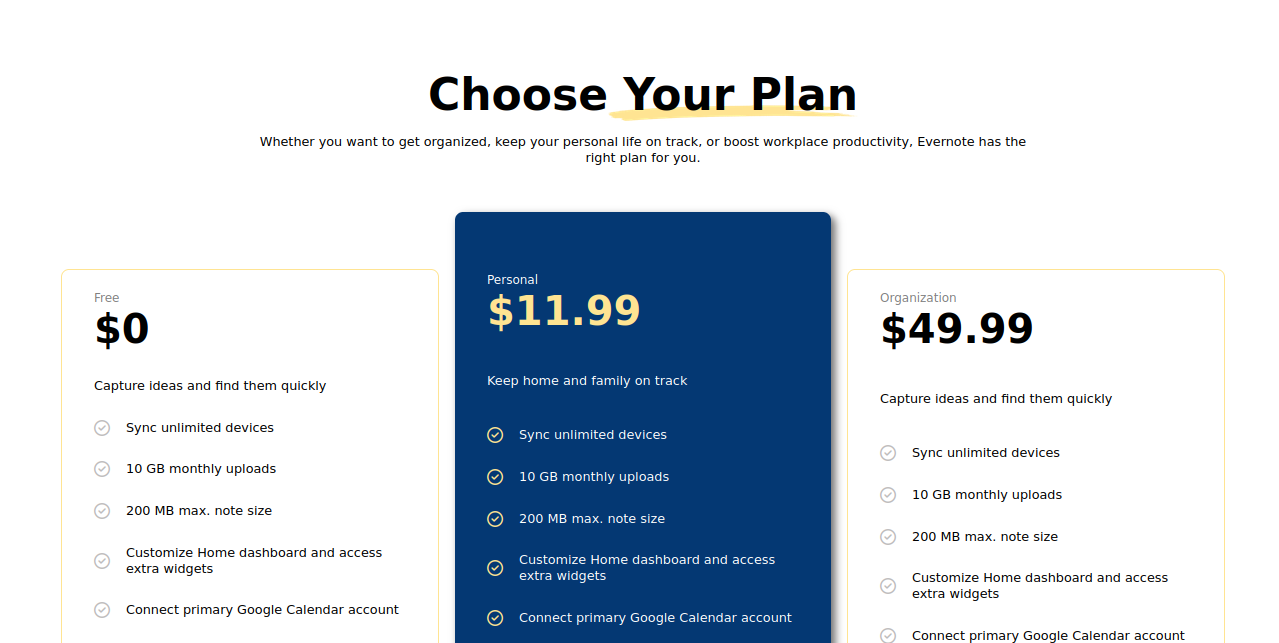 Choose Your Plan
Whether you want to get organized, keep your personal life on track, or boost workplace productivity, Evernote has the
right plan for you.
Free
$0
Capture ideas and find them quickly
Sync unlimited devices
10 GB monthly uploads
200 MB max. note size
Customize Home dashboard and access
extra widgets
Connect primary Google Calendar account
Personal
$11.99
Keep home and family on track
Sync unlimited devices
10 GB monthly uploads
200 MB max. note size
Customize Home dashboard and access
extra widgets
Connect primary Google Calendar account
Organization
$49.99
Capture ideas and find them quickly
Sync unlimited devices
10 GB monthly uploads
200 MB max. note size
Customize Home dashboard and access
extra widgets
Connect primary Google Calendar account